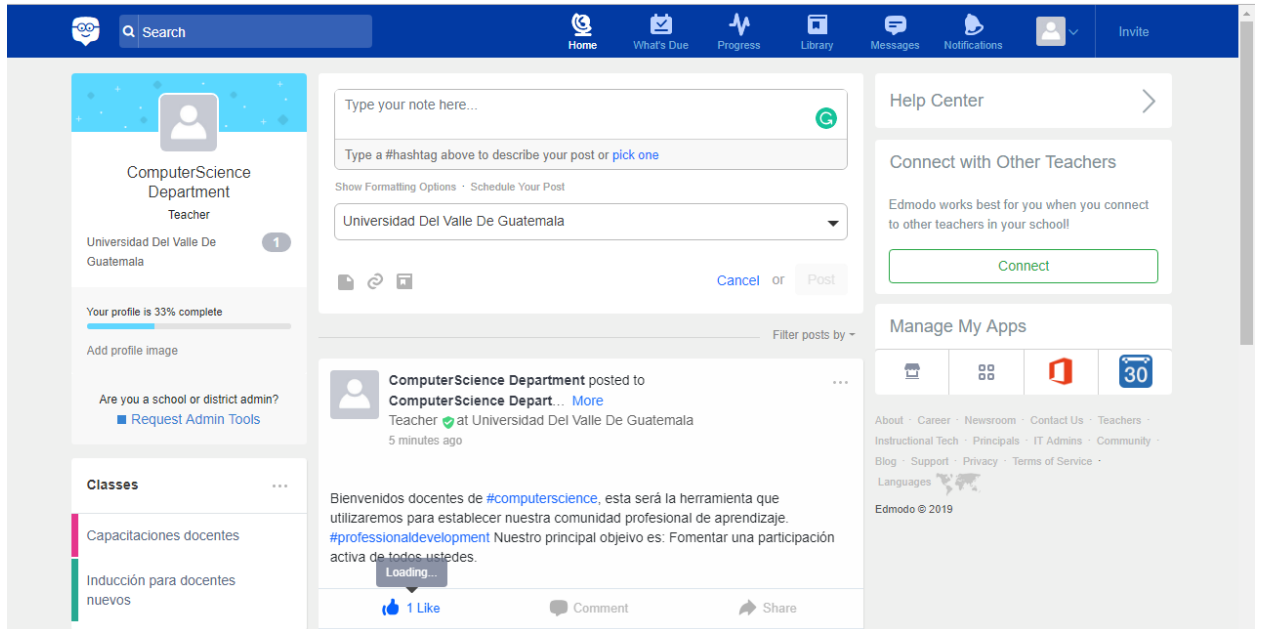 Search
Home
What's Due
Progress
Library
Messages
Notifications
Invite
ComputerScience
Department
Teacher
Universidad Del Valle De
Guatemala
1
Your profile is 33% complete
Add profile image
Are you a school or district admin?
Request Admin Tools
Classes
...
Capacitaciones docentes
Inducción para docentes
nuevos
Type your note here...
Type a #hashtag above to describe your post or pick one
Show Formatting Options · Schedule Your Post
Universidad Del Valle De Guatemala
Cancel or Post
Filter posts by
ComputerScience Department posted to
ComputerScience Depart... More
Teacher at Universidad Del Valle De Guatemala
5 minutes ago
...
Bienvenidos docentes de #computerscience, esta será la herramienta que
utilizaremos para establecer nuestra comunidad profesional de aprendizaje.
#professionaldevelopment Nuestro principal objeivo es: Fomentar una participación
activa de todos ustedes.
Loading...
1 Like
Comment
Share
Help Center
Connect with Other Teachers
Edmodo works best for you when you connect
to other teachers in your school!
Connect
Manage My Apps
30
About · Career · Newsroom · Contact Us · Teachers ·
Instructional Tech · Principals · IT Admins · Community ·
Blog · Support · Privacy · Terms of Service ·
Languages
Edmodo © 2019